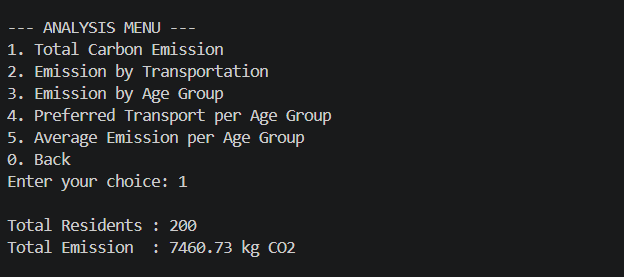 --- ANALYSIS MENU ---
1. Total Carbon Emission
2. Emission by Transportation
3. Emission by Age Group
4. Preferred Transport per Age Group
5. Average Emission per Age Group
0. Back
Enter your choice: 1
Total Residents : 200
Total Emission  : 7460.73 kg CO2